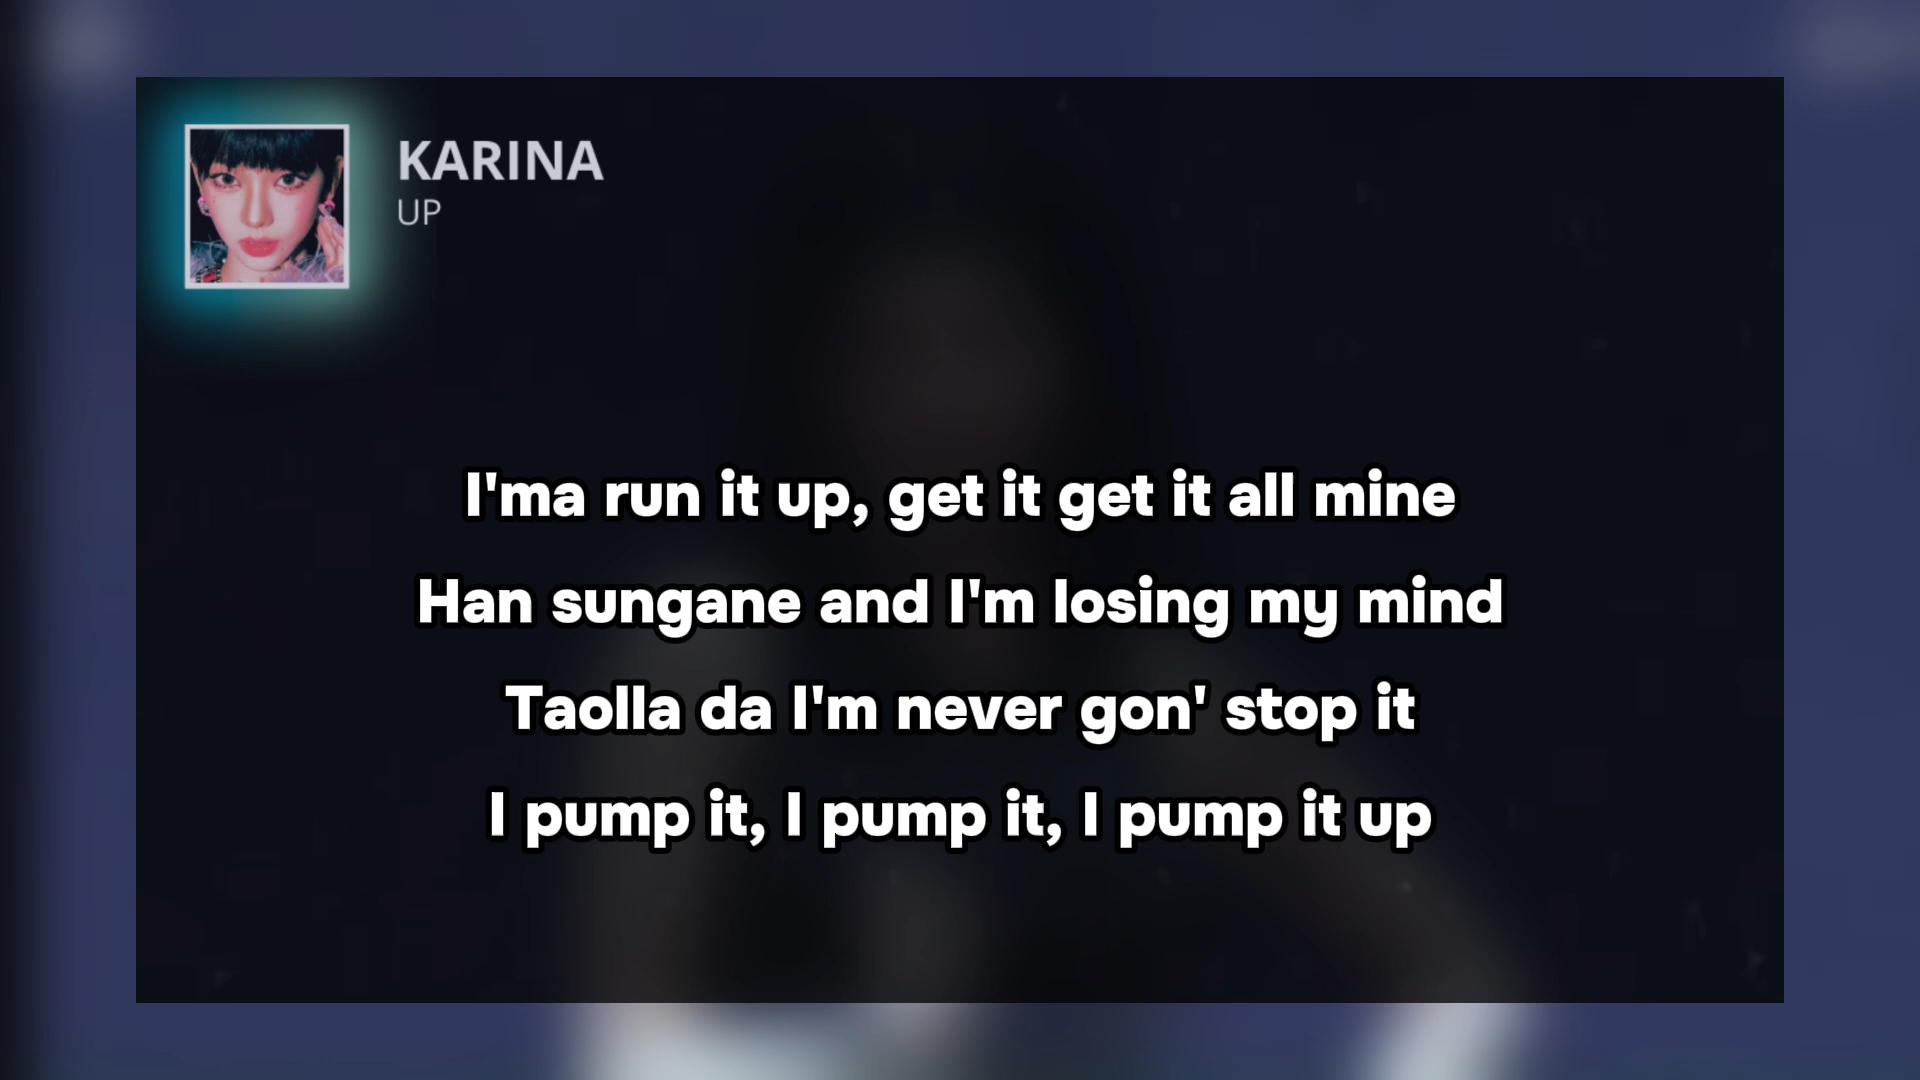 KARINA
UP
I'ma run it up, get it get it all mine
Han sungane and I'm losing my mind
Taolla da I'm never gon' stop it
I pump it, I pump it, I pump it up